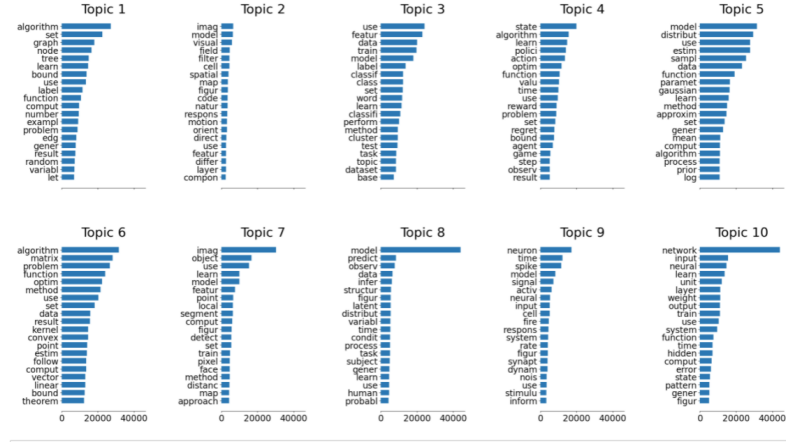 Topic 1
algorithm
set
graph
node
tree
learn
bound
use
label
function
comput
number
exampl
problem
edg
gener
result
random
variabl
let
Topic 2
imag
model
visual
field
filter
cell
spatial
map
figur
code
natur
respons
motion
orient
direct
use
featur
differ
layer
compon
Topic 3
use
featur
data
train
model
label
classif
class
set
word
learn
classifi
perform
method
cluster
test
task
topic
dataset
base
Topic 4
state
algorithm
learn
polici
action
optim
function
valu
time
use
reward
problem
set
regret
bound
agent
game
step
observ
result
Topic 5
model
distribut
use
estim
sampl
data
function
paramet
gaussian
learn
method
approxim
set
gener
mean
comput
algorithm
process
prior
log
Topic 6
algorithm
matrix
problem
function
optim
method
use
set
data
result
kernel
convex
point
estim
follow
comput
vector
linear
bound
theorem
0 20000 40000
Topic 7
imag
object
use
learn
model
featur
point
local
segment
comput
figur
detect
set
train
pixel
face
method
distanc
map
approach
0 20000 40000
Topic 8
model
predict
observ
data
infer
structur
figur
latent
distribut
variabl
time
condit
process
task
subject
gener
learn
use
human
probabl
0 20000 40000
Topic 9
neuron
time
spike
model
signal
activ
neural
input
cell
fire
respons
system
rate
figur
synapt
dynam
nois
use
stimulu
inform
0 20000 40000
Topic 10
network
input
neural
learn
unit
layer
weight
output
train
use
system
function
time
hidden
comput
error
state
pattern
gener
figur
0 20000 40000